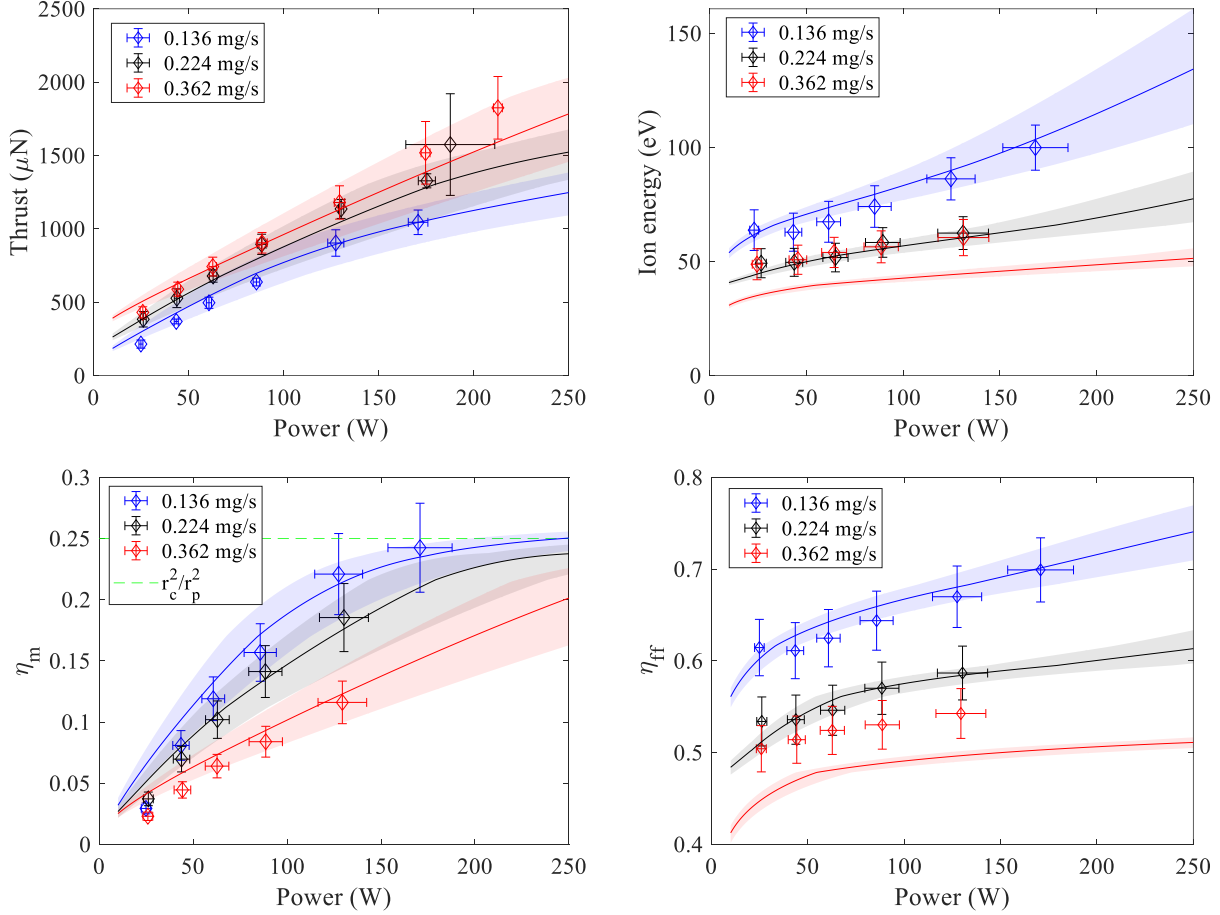 2500
2000
1500
1000
500
0
0 50 100 150 200 250
Thrust (μN)
Power (W)
0.136 mg/s
0.224 mg/s
0.362 mg/s
150
100
50
0
0 50 100 150 200 250
Ion energy (eV)
Power (W)
0.136 mg/s
0.224 mg/s
0.362 mg/s
0.3
0.25
0.2
0.15
0.1
0.05
0
0 50 100 150 200 250
η_m
Power (W)
0.136 mg/s
0.224 mg/s
0.362 mg/s
r_c^2/r_p^2
0.8
0.7
0.6
0.5
0.4
0 50 100 150 200 250
η_ff
Power (W)
0.136 mg/s
0.224 mg/s
0.362 mg/s